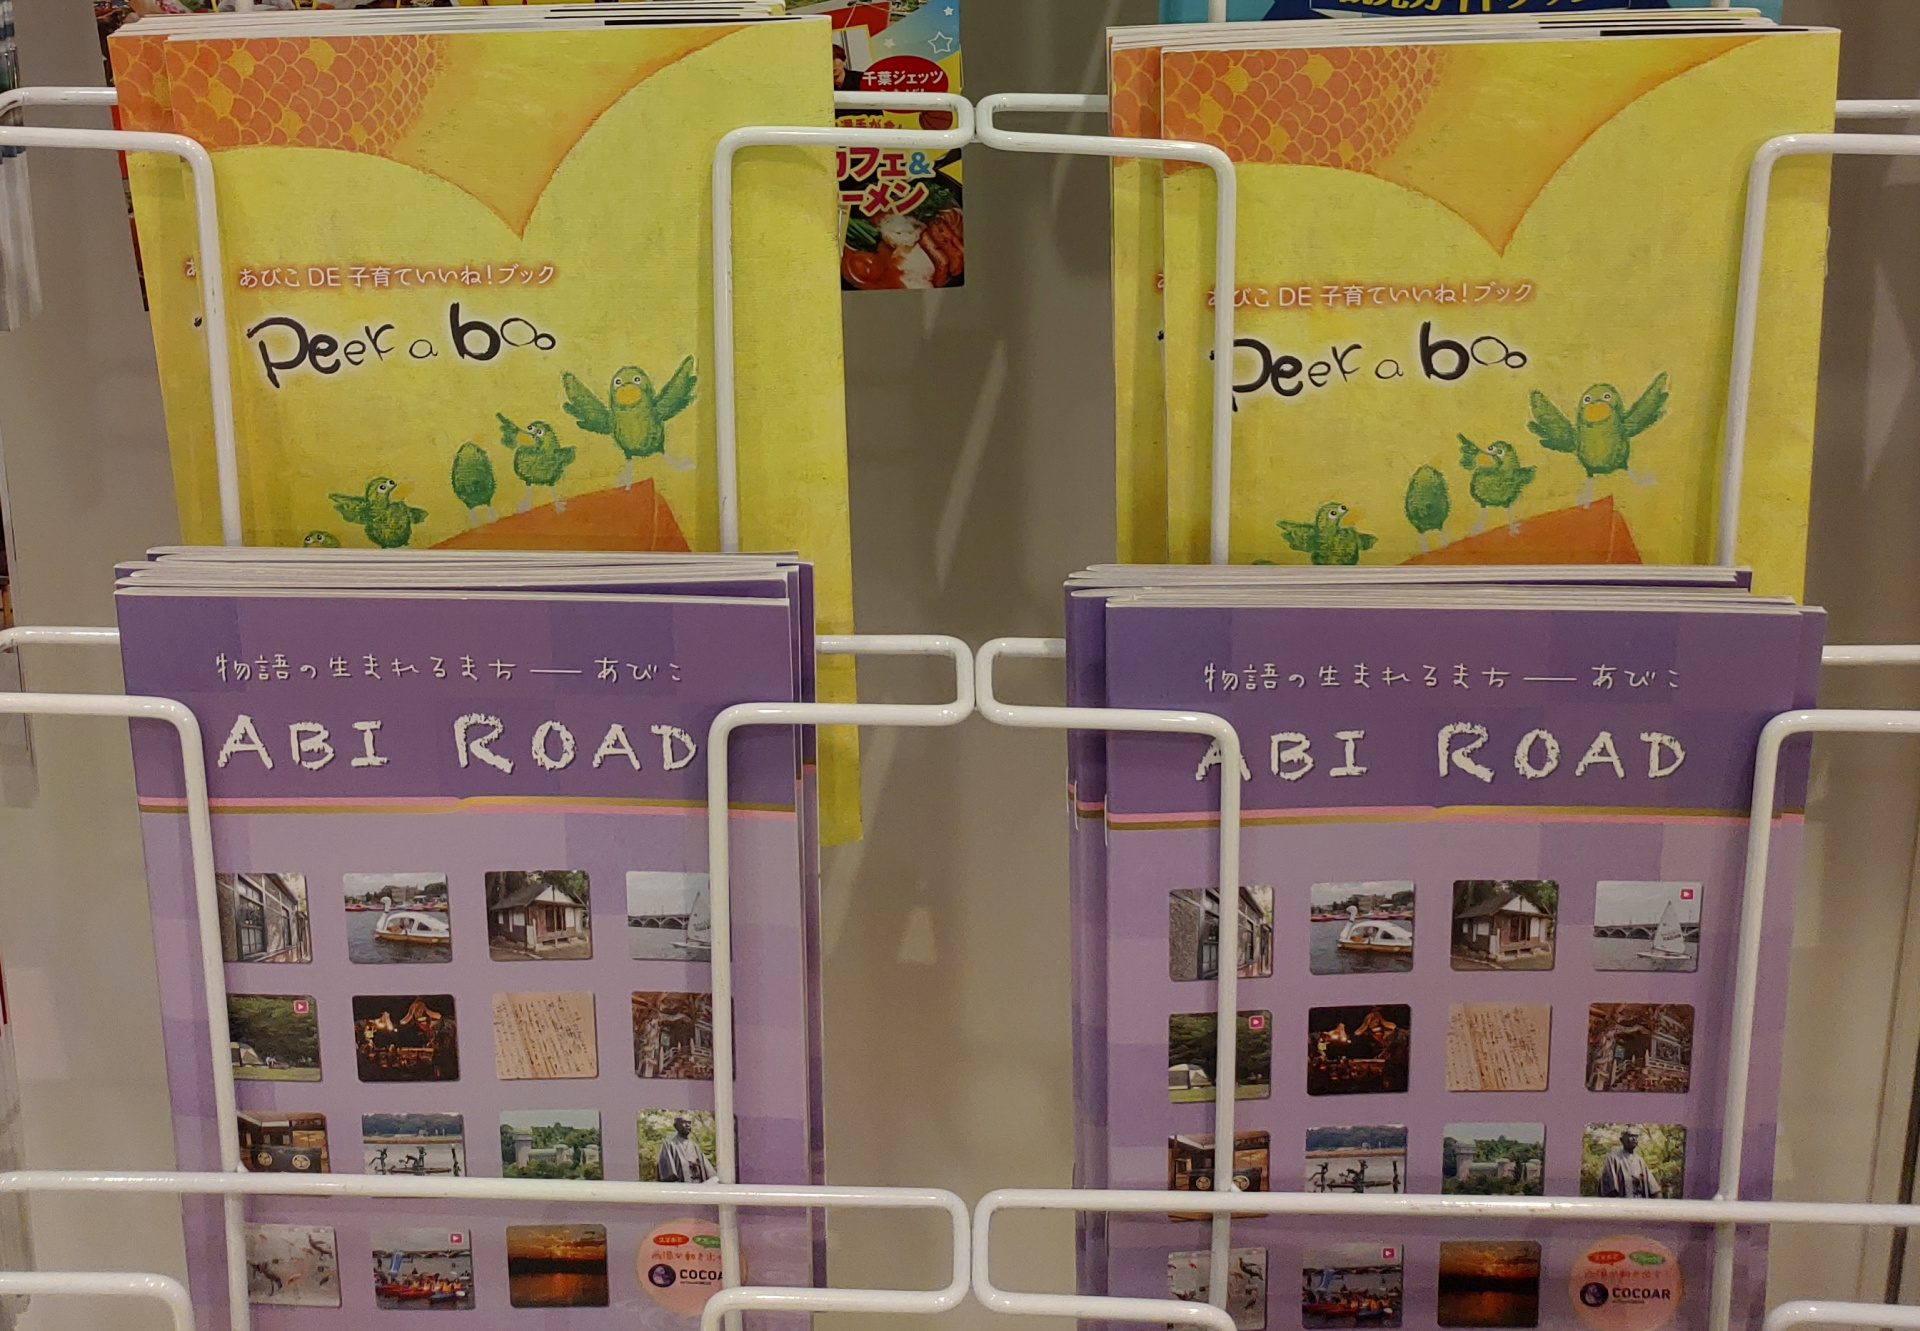 千葉ジェッツ
カフェ&
ーメン
あびこ DE 子育ていいね!ブック
Peek a boo
あびこ DE 子育ていいね!ブック
Peek a boo
物語の生まれるまち ── あびこ
ABI ROAD
物語の生まれるまち ── あびこ
ABI ROAD
COCOA
COCOAR